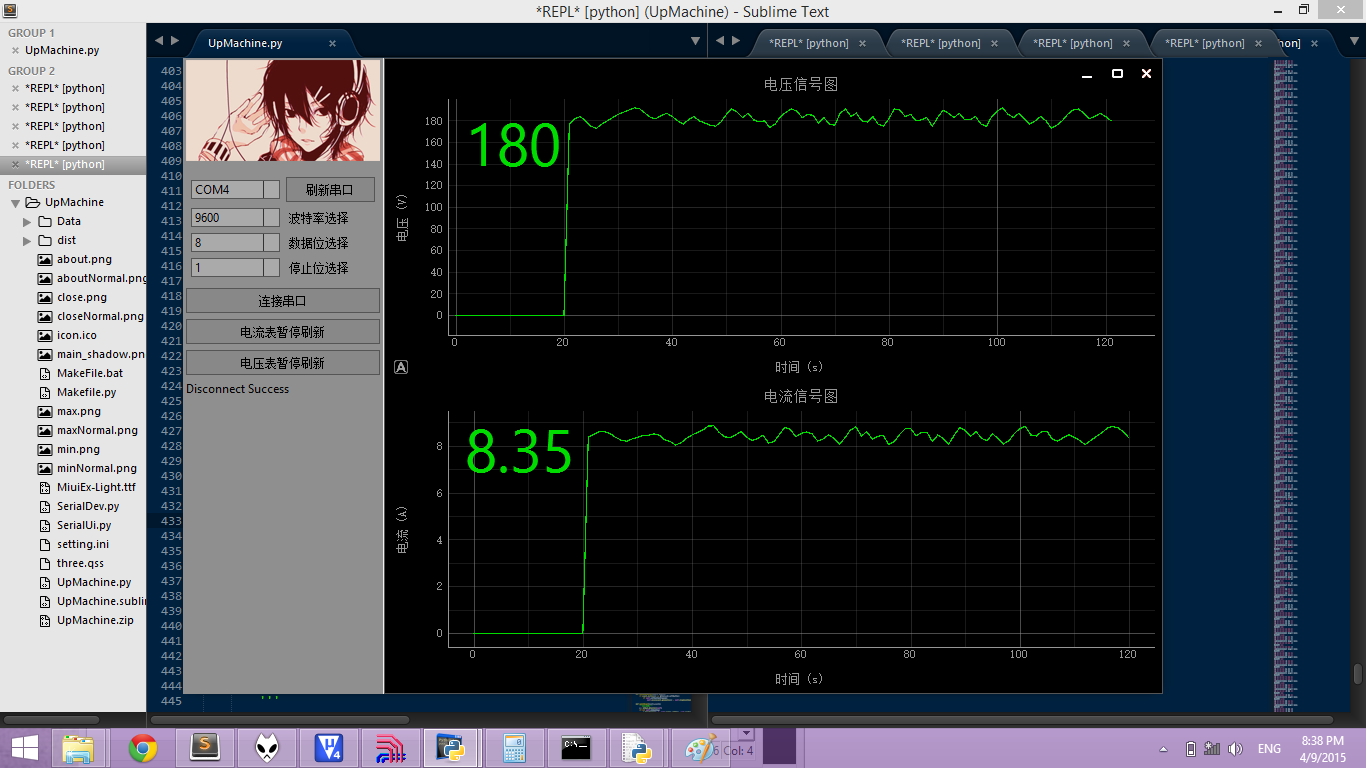 *REPL* [python] (UpMachine) - Sublime Text
GROUP 1
UpMachine.py
GROUP 2
*REPL* [python]
*REPL* [python]
*REPL* [python]
*REPL* [python]
*REPL* [python]
FOLDERS
UpMachine
Data
dist
about.png
aboutNormal.png
close.png
closeNormal.png
icon.ico
main_shadow.pn
MakeFile.bat
Makefile.py
max.png
maxNormal.png
min.png
minNormal.png
MiuiEx-Light.ttf
SerialDev.py
SerialUi.py
setting.ini
three.qss
UpMachine.py
UpMachine.subli
UpMachine.zip
UpMachine.py
*REPL* [python]
*REPL* [python]
*REPL* [python]
*REPL* [python]
hon]
403
404
405
406
407
408
409
410
411
412
413
414
415
416
417
418
419
420
421
422
423
424
425
426
427
428
429
430
431
432
433
434
435
436
437
438
439
440
441
442
443
444
445
'''
COM4
刷新串口
9600
波特率选择
8
数据位选择
1
停止位选择
连接串口
电流表暂停刷新
电压表暂停刷新
Disconnect Success
电压信号图
180
电压 (V)
180
160
140
120
100
80
60
40
20
0
0 20 40 60 80 100 120
时间 (s)
A
电流信号图
8.35
电流 (A)
8
6
4
2
0
0 20 40 60 80 100 120
时间 (s)
6 Col: 4
ENG
8:38 PM
4/9/2015